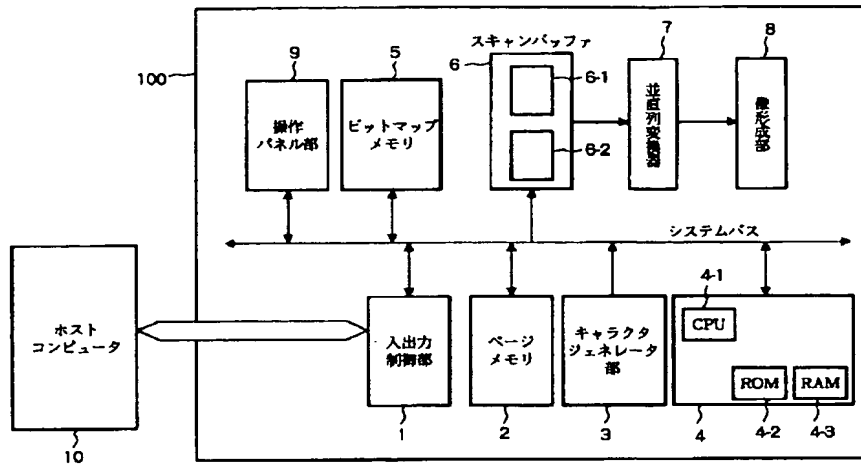 スキャンバッファ
7
8
9
5
6
6-1
100
操作
パネル部
ビットマップ
メモリ
6-2
並直列変換器
像形成部
システムバス
4-1
ホスト
コンピュータ
入出力
制御部
ページ
メモリ
キャラクタ
ジェネレータ
部
CPU
ROM
RAM
10
1
2
3
4
4-2
4-3